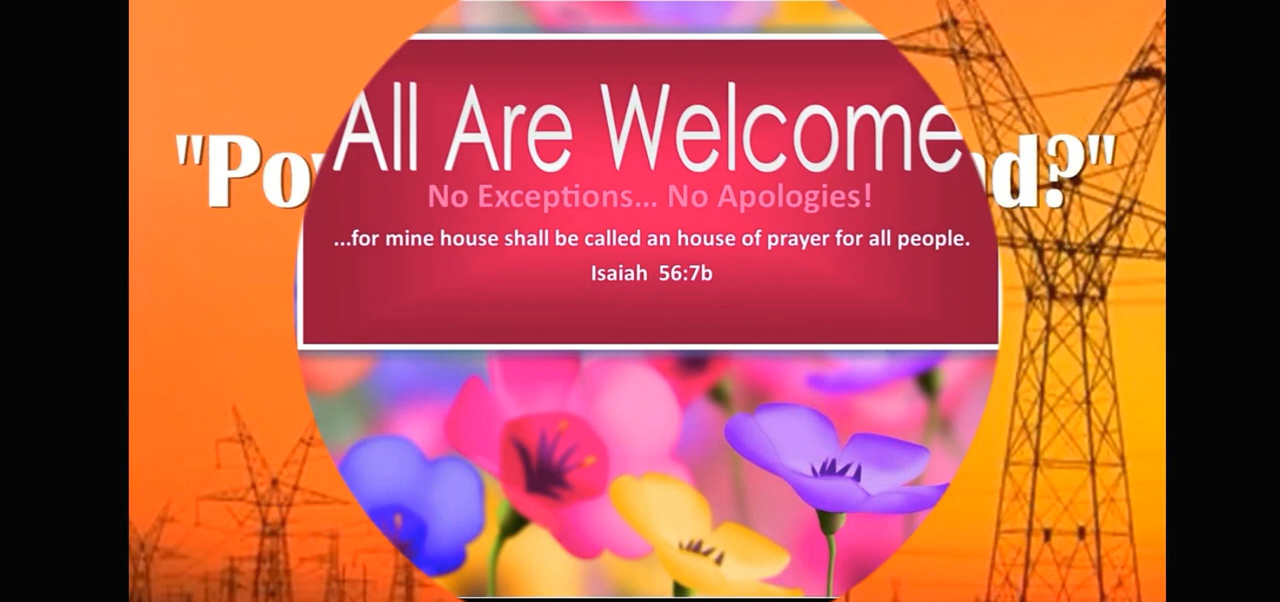 All Are Welcome
No Exceptions... No Apologies!
...for mine house shall be called an house of prayer for all people.
Isaiah 56:7b